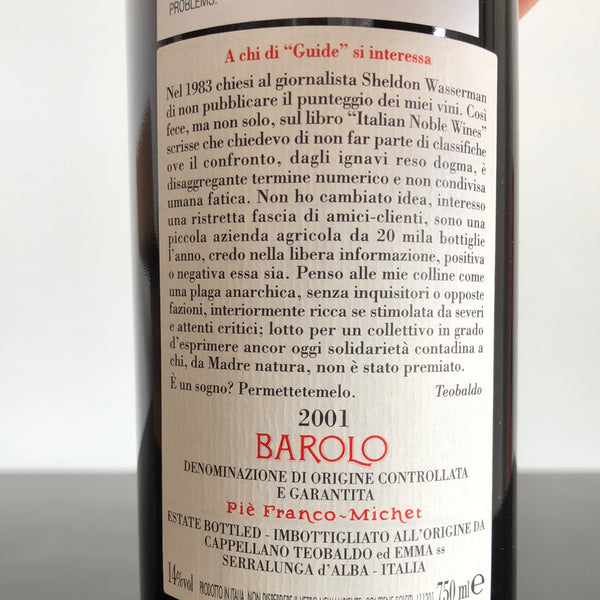 PROBLEMS.
A chi di “Guide” si interessa
Nel 1983 chiesi al giornalista Sheldon Wasserman
di non pubblicare il punteggio dei miei vini. Così
fece, ma non solo, sul libro “Italian Noble Wines”
scrisse che chiedevo di non far parte di classifiche
ove il confronto, dagli ignavi reso dogma, è
disaggregante termine numerico e non condivisa
umana fatica. Non ho cambiato idea, interesso
una ristretta fascia di amici-clienti, sono una
piccola azienda agricola da 20 mila bottiglie
l’anno, credo nella libera informazione, positiva
o negativa essa sia. Penso alle mie colline come
una plaga anarchica, senza inquisitori o opposte
fazioni, interiormente ricca se stimolata da severi
e attenti critici; lotto per un collettivo in grado
d’esprimere ancor oggi solidarietà contadina a
chi, da Madre natura, non è stato premiato.
È un sogno? Permettetemelo. Teobaldo
2001
BAROLO
DENOMINAZIONE DI ORIGINE CONTROLLATA
E GARANTITA
Piè Franco~Michet
ESTATE BOTTLED - IMBOTTIGLIATO ALL’ORIGINE DA
CAPPELLANO TEOBALDO ed EMMA ss
SERRALUNGA d’ALBA - ITALIA
14%vol PRODOTTO IN ITALIA 750 ml e